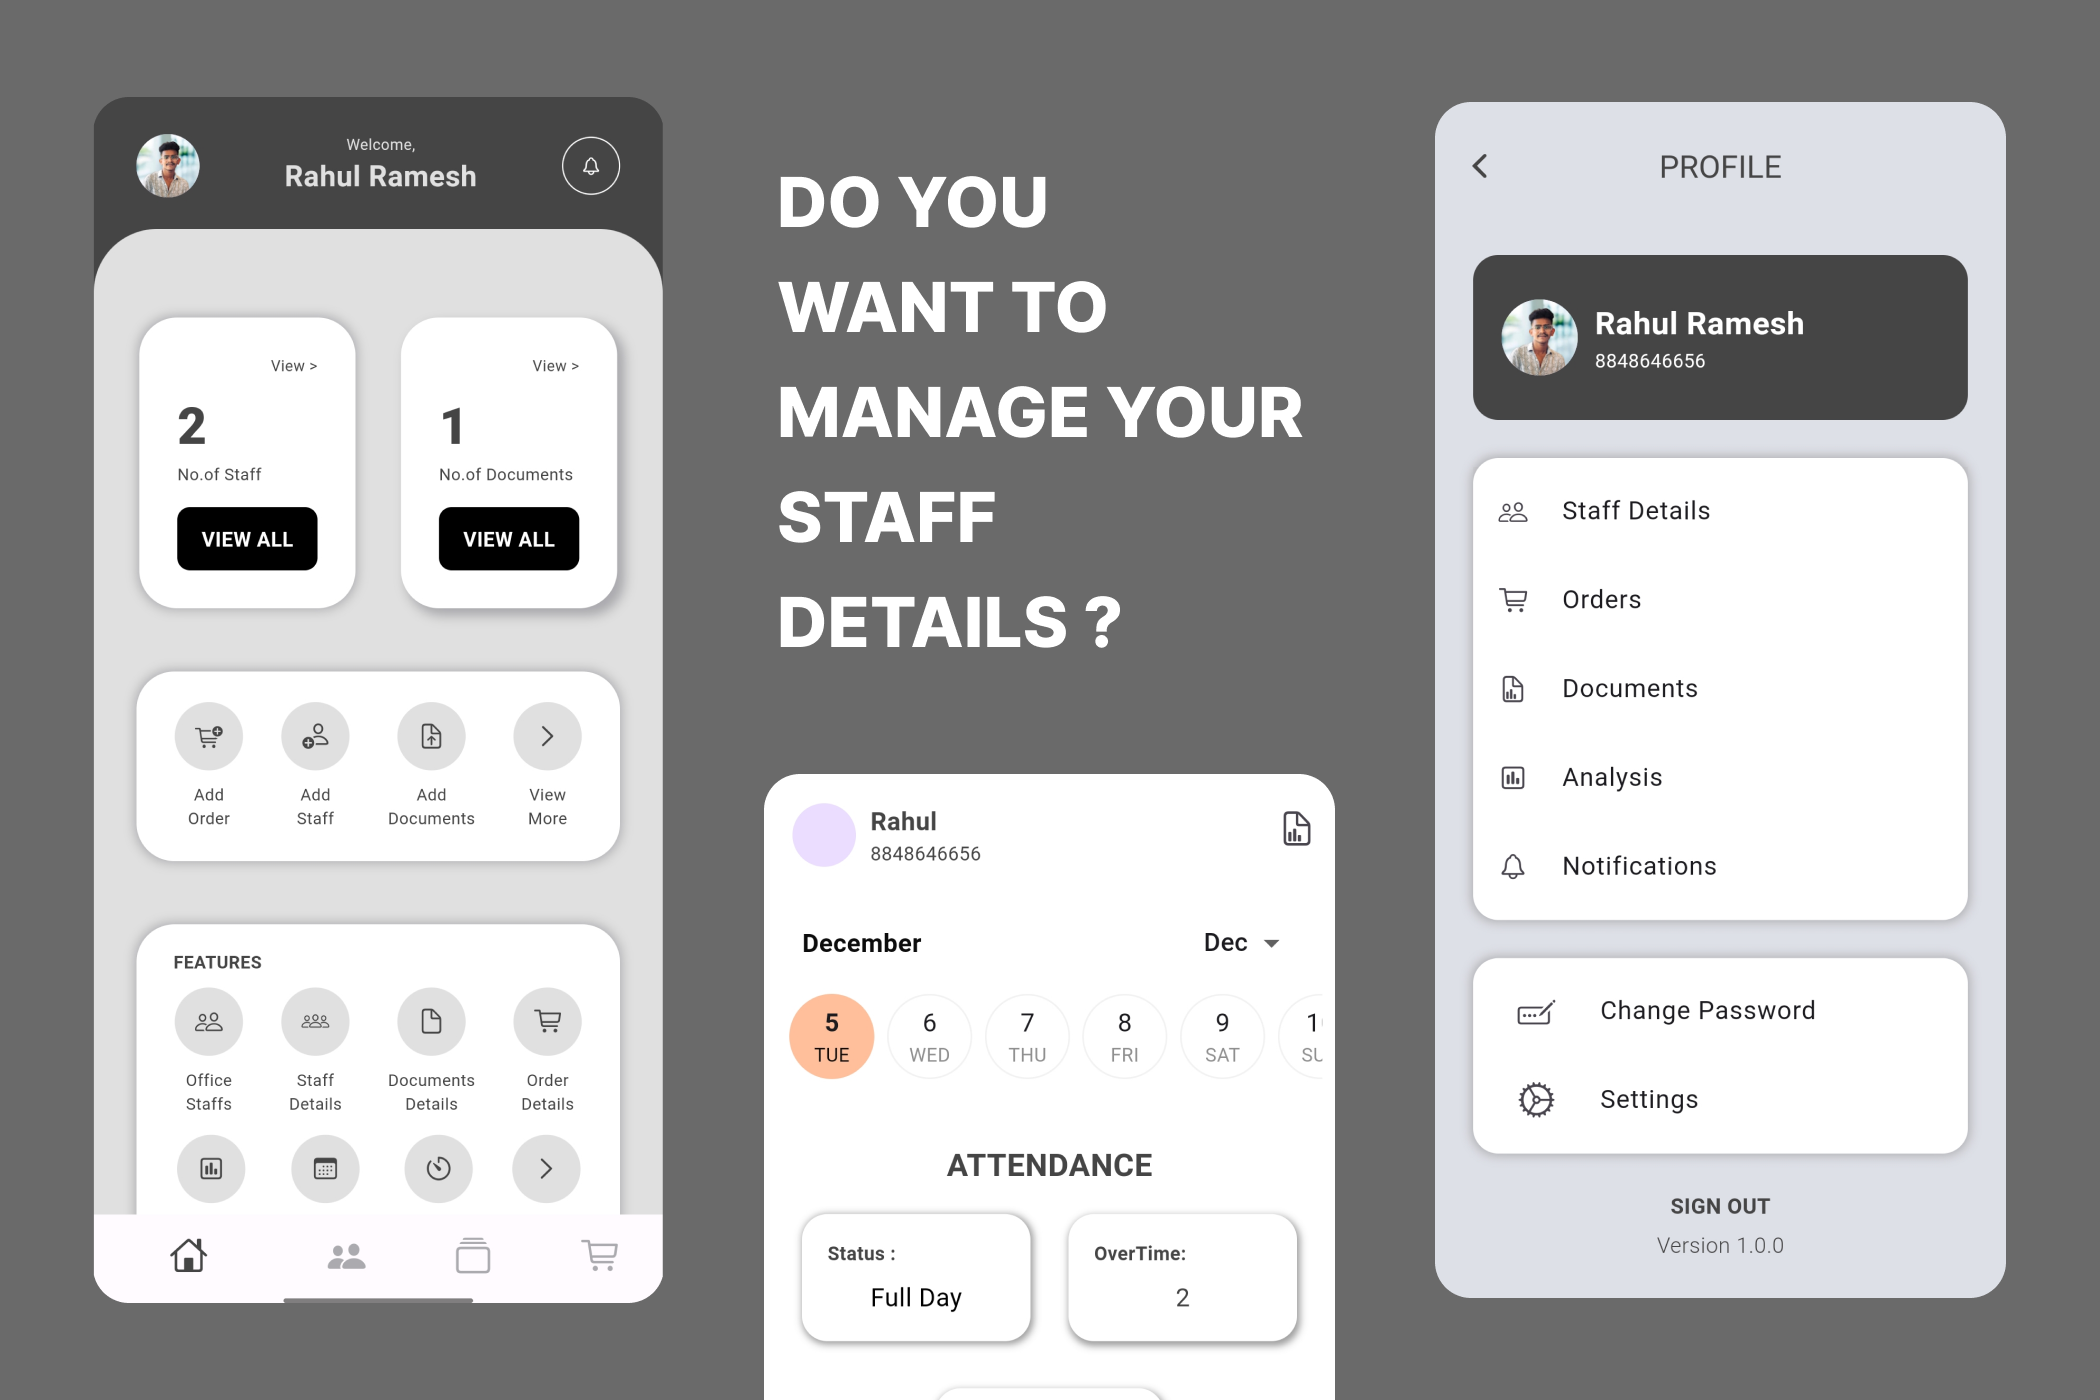 Welcome,
Rahul Ramesh
View >
2
No.of Staff
VIEW ALL
View >
1
No.of Documents
VIEW ALL
Add
Order
Add
Staff
Add
Documents
View
More
FEATURES
Office
Staffs
Staff
Details
Documents
Details
Order
Details
DO YOU
WANT TO
MANAGE YOUR
STAFF
DETAILS ?
Rahul
8848646656
December
Dec
5
TUE
6
WED
7
THU
8
FRI
9
SAT
ATTENDANCE
Status :
Full Day
OverTime:
2
PROFILE
Rahul Ramesh
8848646656
Staff Details
Orders
Documents
Analysis
Notifications
Change Password
Settings
SIGN OUT
Version 1.0.0